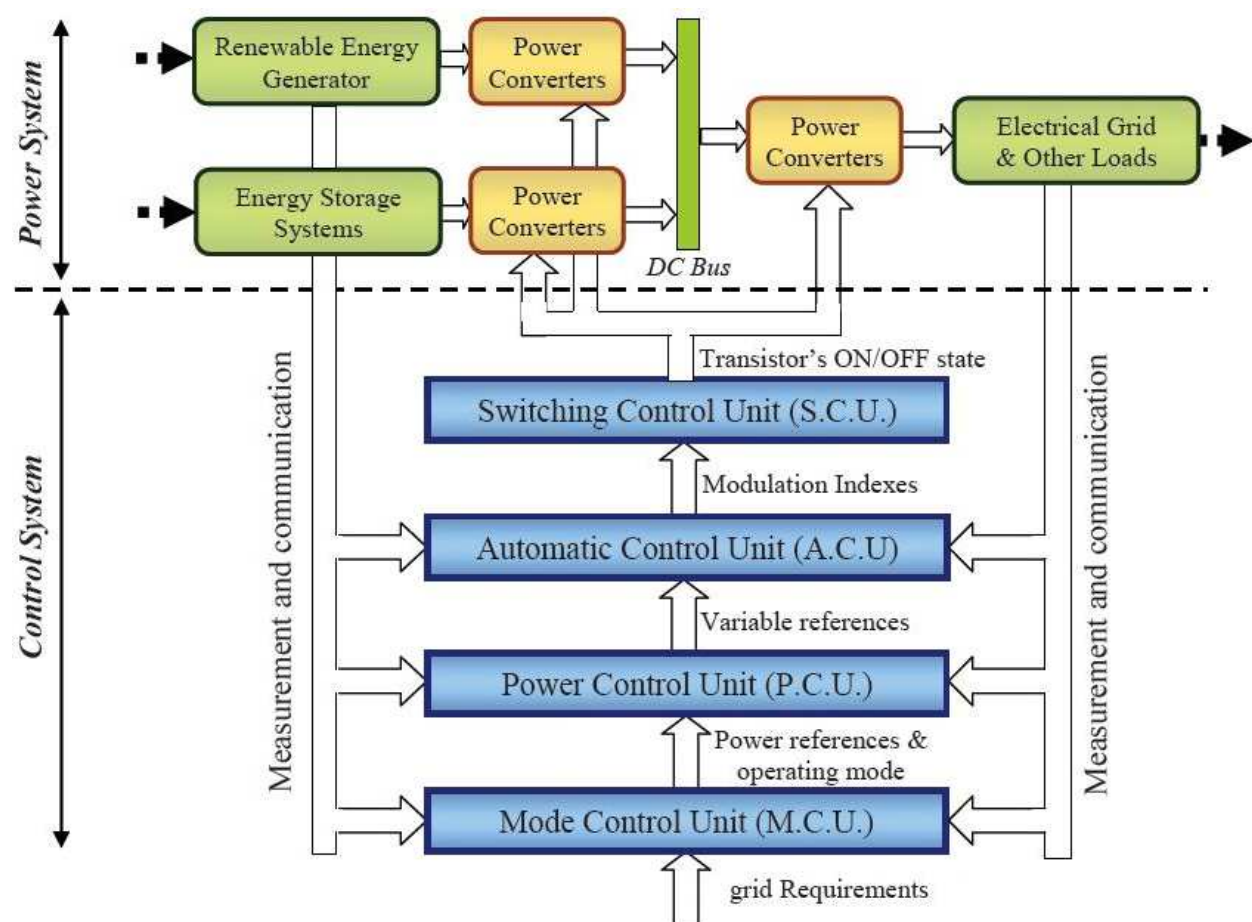 Power System
Renewable Energy
Generator
Power
Converters
Energy Storage
Systems
Power
Converters
DC Bus
Power
Converters
Electrical Grid
& Other Loads
Control System
Measurement and communication
Transistor's ON/OFF state
Switching Control Unit (S.C.U.)
Modulation Indexes
Automatic Control Unit (A.C.U)
Variable references
Power Control Unit (P.C.U.)
Power references &
operating mode
Mode Control Unit (M.C.U.)
grid Requirements
Measurement and communication